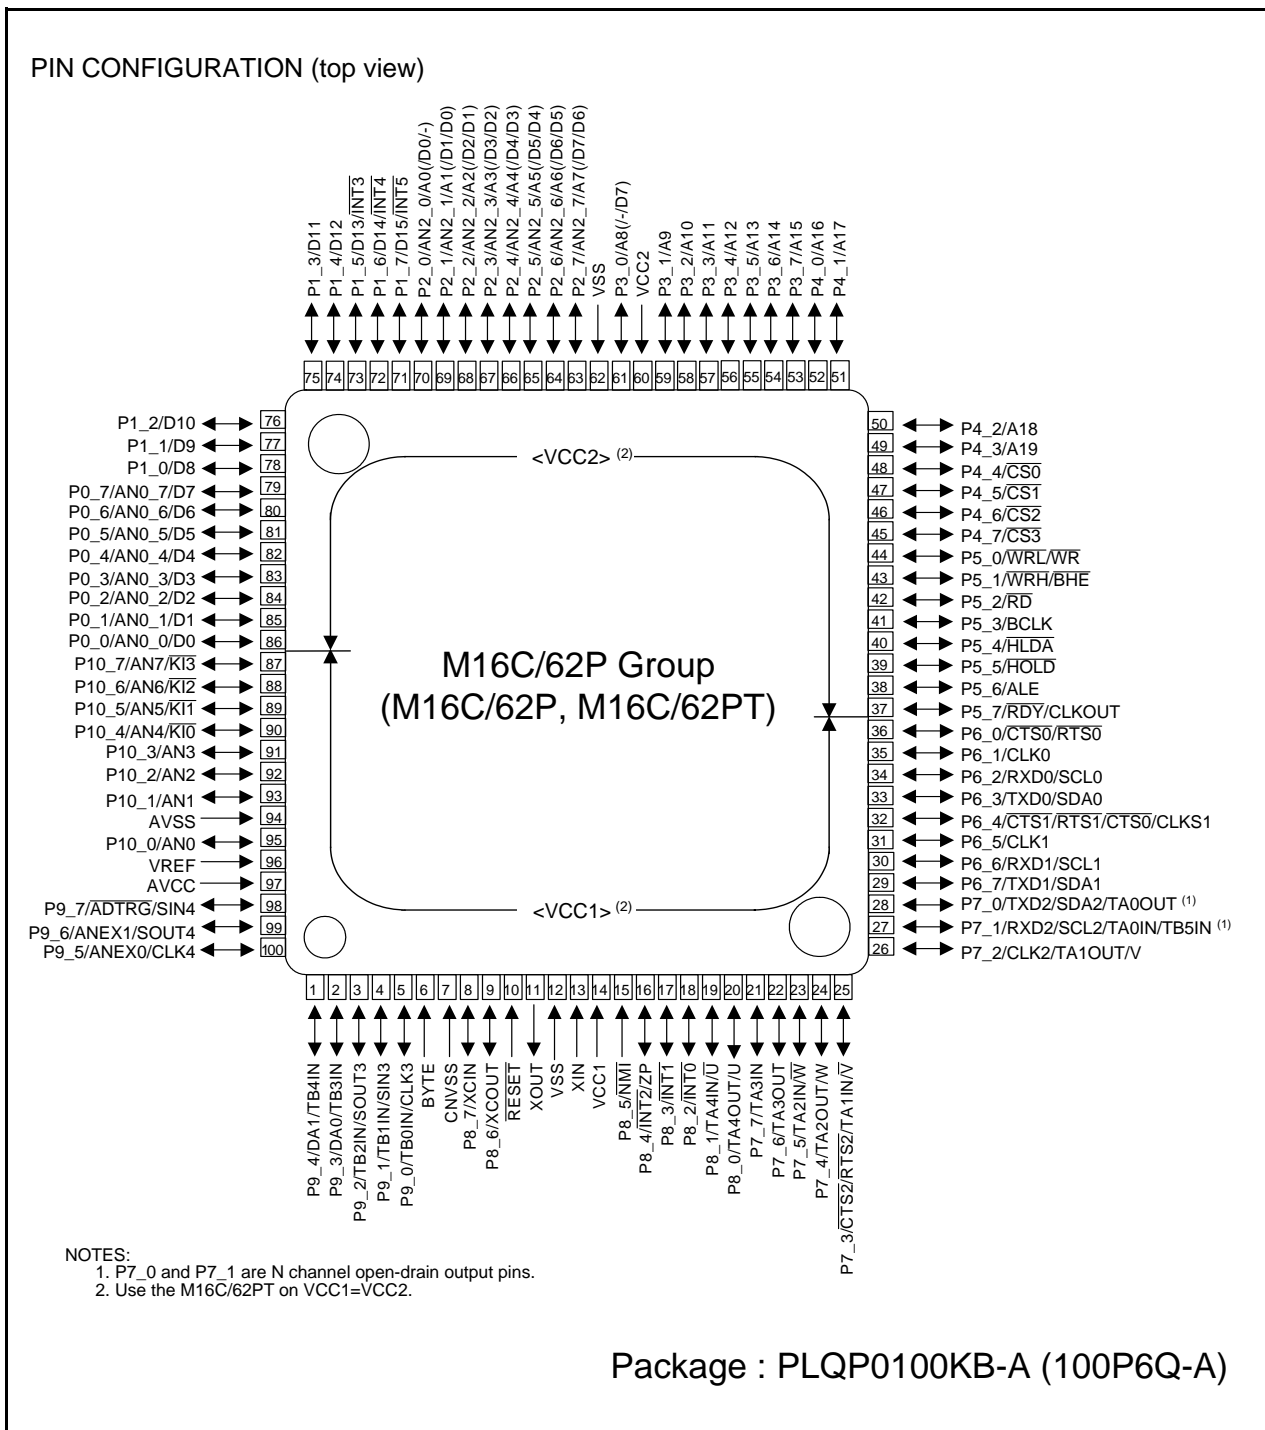 PIN CONFIGURATION (top view)
P1_3/D11
P1_4/D12
P1_5/D13/INT3
P1_6/D14/INT4
P1_7/D15/INT5
P2_0/AN2_0/A0(/D0/-)
P2_1/AN2_1/A1(/D1/D0)
P2_2/AN2_2/A2(/D2/D1)
P2_3/AN2_3/A3(/D3/D2)
P2_4/AN2_4/A4(/D4/D3)
P2_5/AN2_5/A5(/D5/D4)
P2_6/AN2_6/A6(/D6/D5)
P2_7/AN2_7/A7(/D7/D6)
VSS
P3_0/A8(/-/D7)
VCC2
P3_1/A9
P3_2/A10
P3_3/A11
P3_4/A12
P3_5/A13
P3_6/A14
P3_7/A15
P4_0/A16
P4_1/A17
75 74 73 72 71 70 69 68 67 66 65 64 63 62 61 60 59 58 57 56 55 54 53 52 51
P1_2/D10 76
P1_1/D9 77
P1_0/D8 78
P0_7/AN0_7/D7 79
P0_6/AN0_6/D6 80
P0_5/AN0_5/D5 81
P0_4/AN0_4/D4 82
P0_3/AN0_3/D3 83
P0_2/AN0_2/D2 84
P0_1/AN0_1/D1 85
P0_0/AN0_0/D0 86
P10_7/AN7/KI3 87
P10_6/AN6/KI2 88
P10_5/AN5/KI1 89
P10_4/AN4/KI0 90
P10_3/AN3 91
P10_2/AN2 92
P10_1/AN1 93
AVSS 94
P10_0/AN0 95
VREF 96
AVCC 97
P9_7/ADTRG/SIN4 98
P9_6/ANEX1/SOUT4 99
P9_5/ANEX0/CLK4 100
<VCC2> (2)
M16C/62P Group
(M16C/62P, M16C/62PT)
<VCC1> (2)
50 P4_2/A18
49 P4_3/A19
48 P4_4/CS0
47 P4_5/CS1
46 P4_6/CS2
45 P4_7/CS3
44 P5_0/WRL/WR
43 P5_1/WRH/BHE
42 P5_2/RD
41 P5_3/BCLK
40 P5_4/HLDA
39 P5_5/HOLD
38 P5_6/ALE
37 P5_7/RDY/CLKOUT
36 P6_0/CTS0/RTS0
35 P6_1/CLK0
34 P6_2/RXD0/SCL0
33 P6_3/TXD0/SDA0
32 P6_4/CTS1/RTS1/CTS0/CLKS1
31 P6_5/CLK1
30 P6_6/RXD1/SCL1
29 P6_7/TXD1/SDA1
28 P7_0/TXD2/SDA2/TA0OUT (1)
27 P7_1/RXD2/SCL2/TA0IN/TB5IN (1)
26 P7_2/CLK2/TA1OUT/V
1 2 3 4 5 6 7 8 9 10 11 12 13 14 15 16 17 18 19 20 21 22 23 24 25
P9_4/DA1/TB4IN
P9_3/DA0/TB3IN
P9_2/TB2IN/SOUT3
P9_1/TB1IN/SIN3
P9_0/TB0IN/CLK3
BYTE
CNVSS
P8_7/XCIN
P8_6/XCOUT
RESET
XOUT
VSS
XIN
VCC1
P8_5/NMI
P8_4/INT2/ZP
P8_3/INT1
P8_2/INT0
P8_1/TA4IN/U
P8_0/TA4OUT/U
P7_7/TA3IN
P7_6/TA3OUT
P7_5/TA2IN/W
P7_4/TA2OUT/W
P7_3/CTS2/RTS2/TA1IN/V
NOTES:
1. P7_0 and P7_1 are N channel open-drain output pins.
2. Use the M16C/62PT on VCC1=VCC2.
Package : PLQP0100KB-A (100P6Q-A)